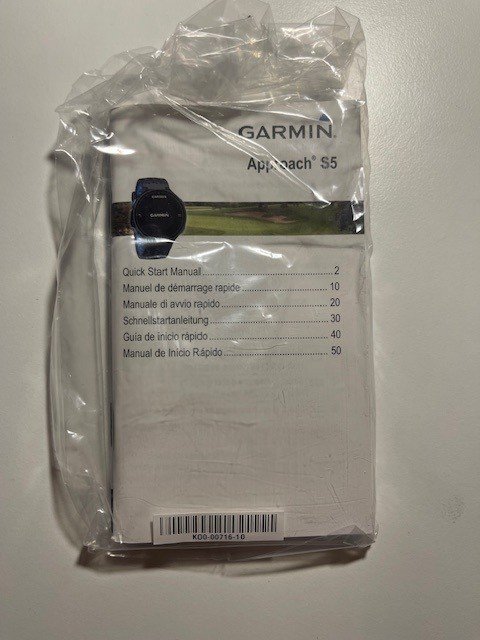 GARMIN
Approach® S5
GARMIN
GARMIN
Quick Start Manual 2
Manuel de démarrage rapide 10
Manuale di avvio rapido 20
Schnellstartanleitung 30
Guía de inicio rápido 40
Manual de Início Rápido 50
K00-00716-10